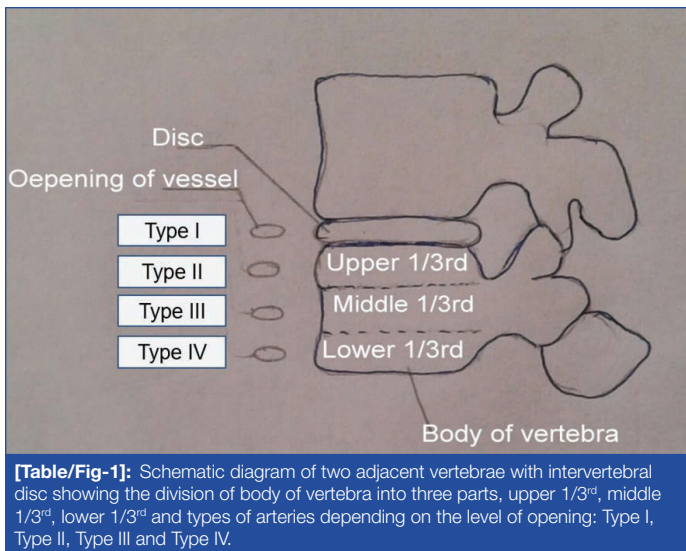 Disc
Oepening of vessel
Type I
Type II
Type III
Type IV
Upper 1/3rd
Middle 1/3rd
Lower 1/3rd
Body of vertebra
[Table/Fig-1]: Schematic diagram of two adjacent vertebrae with intervertebral
disc showing the division of body of vertebra into three parts, upper 1/3rd, middle
1/3rd, lower 1/3rd and types of arteries depending on the level of opening: Type I,
Type II, Type III and Type IV.